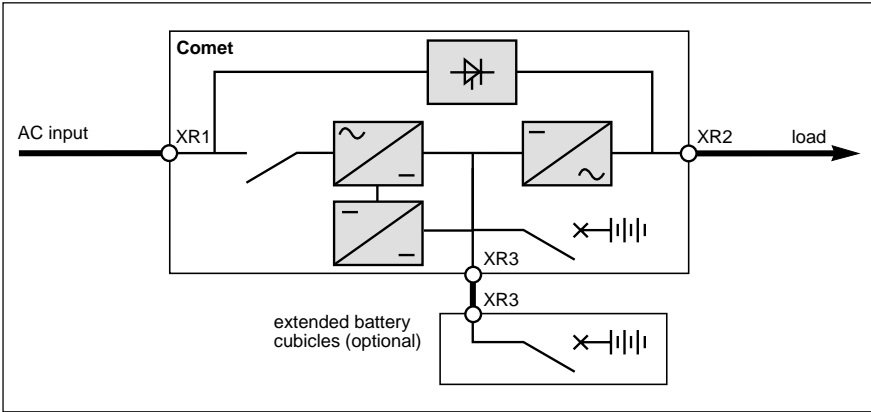 Comet
AC input
XR1
XR2
load
XR3
XR3
extended battery
cubicles (optional)